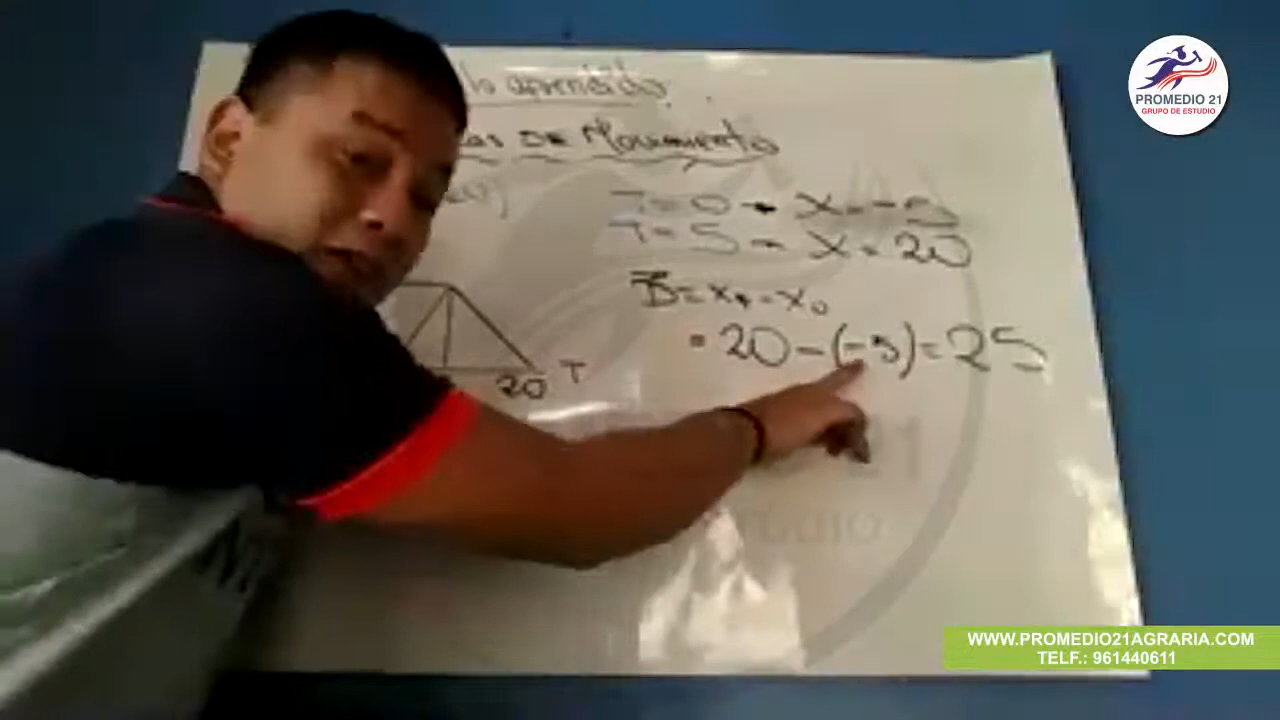 PROMEDIO 21
GRUPO DE ESTUDIO
lo aprendido
DE Movimiento
T=0 - X=-5
T=5 - X=20
D=Xf-X0
=20-(-5)=25
20 T
WWW.PROMEDIO21AGRARIA.COM
TELF.: 961440611